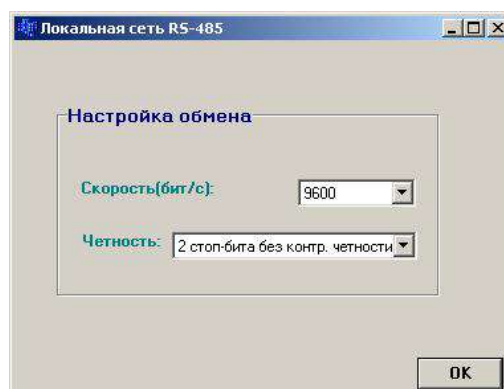 Локальная сеть RS-485
Настройка обмена
Скорость(бит/с):
9600
Четность:
2 стоп-бита без контр. четности
OK